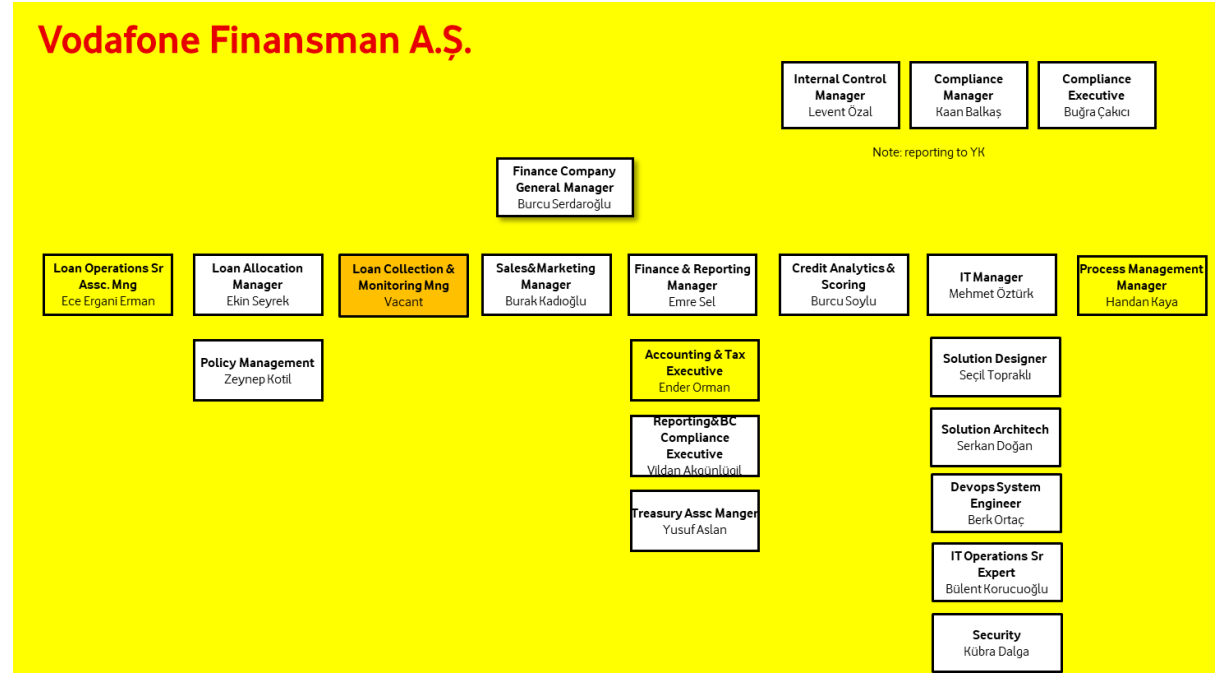 Vodafone Finansman A.Ş.
Internal Control
Manager
Levent Özal
Compliance
Manager
Kaan Balkaş
Compliance
Executive
Buğra Çakıcı
Note: reporting to YK
Finance Company
General Manager
Burcu Serdaroğlu
Loan Operations Sr
Assc. Mng
Ece Ergani Erman
Loan Allocation
Manager
Ekin Seyrek
Loan Collection &
Monitoring Mng
Vacant
Sales&Marketing
Manager
Burak Kadıoğlu
Finance & Reporting
Manager
Emre Sel
Credit Analytics &
Scoring
Burcu Soylu
IT Manager
Mehmet Öztürk
Process Management
Manager
Handan Kaya
Policy Management
Zeynep Kotil
Accounting & Tax
Executive
Ender Orman
Reporting&BC
Compliance
Executive
Vildan Akgünlügil
Treasury Assc Manger
Yusuf Aslan
Solution Designer
Seçil Topraklı
Solution Architech
Serkan Doğan
Devops System
Engineer
Berk Ortaç
IT Operations Sr
Expert
Bülent Korucuoğlu
Security
Kübra Dalga